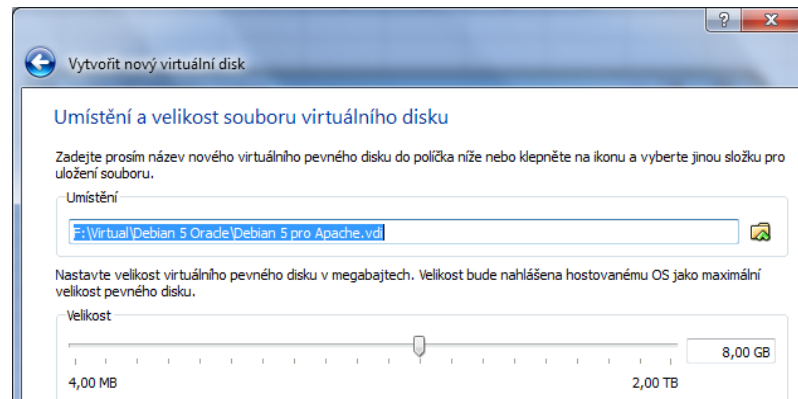 Vytvořit nový virtuální disk
Umístění a velikost souboru virtuálního disku
Zadejte prosím název nového virtuálního pevného disku do políčka níže nebo klepněte na ikonu a vyberte jinou složku pro
uložení souboru.
Umístění
F:\Virtual\Debian 5 Oracle\Debian 5 pro Apache.vdi
Nastavte velikost virtuálního pevného disku v megabajtech. Velikost bude nahlášena hostovanému OS jako maximální
velikost pevného disku.
Velikost
8,00 GB
4,00 MB 2,00 TB